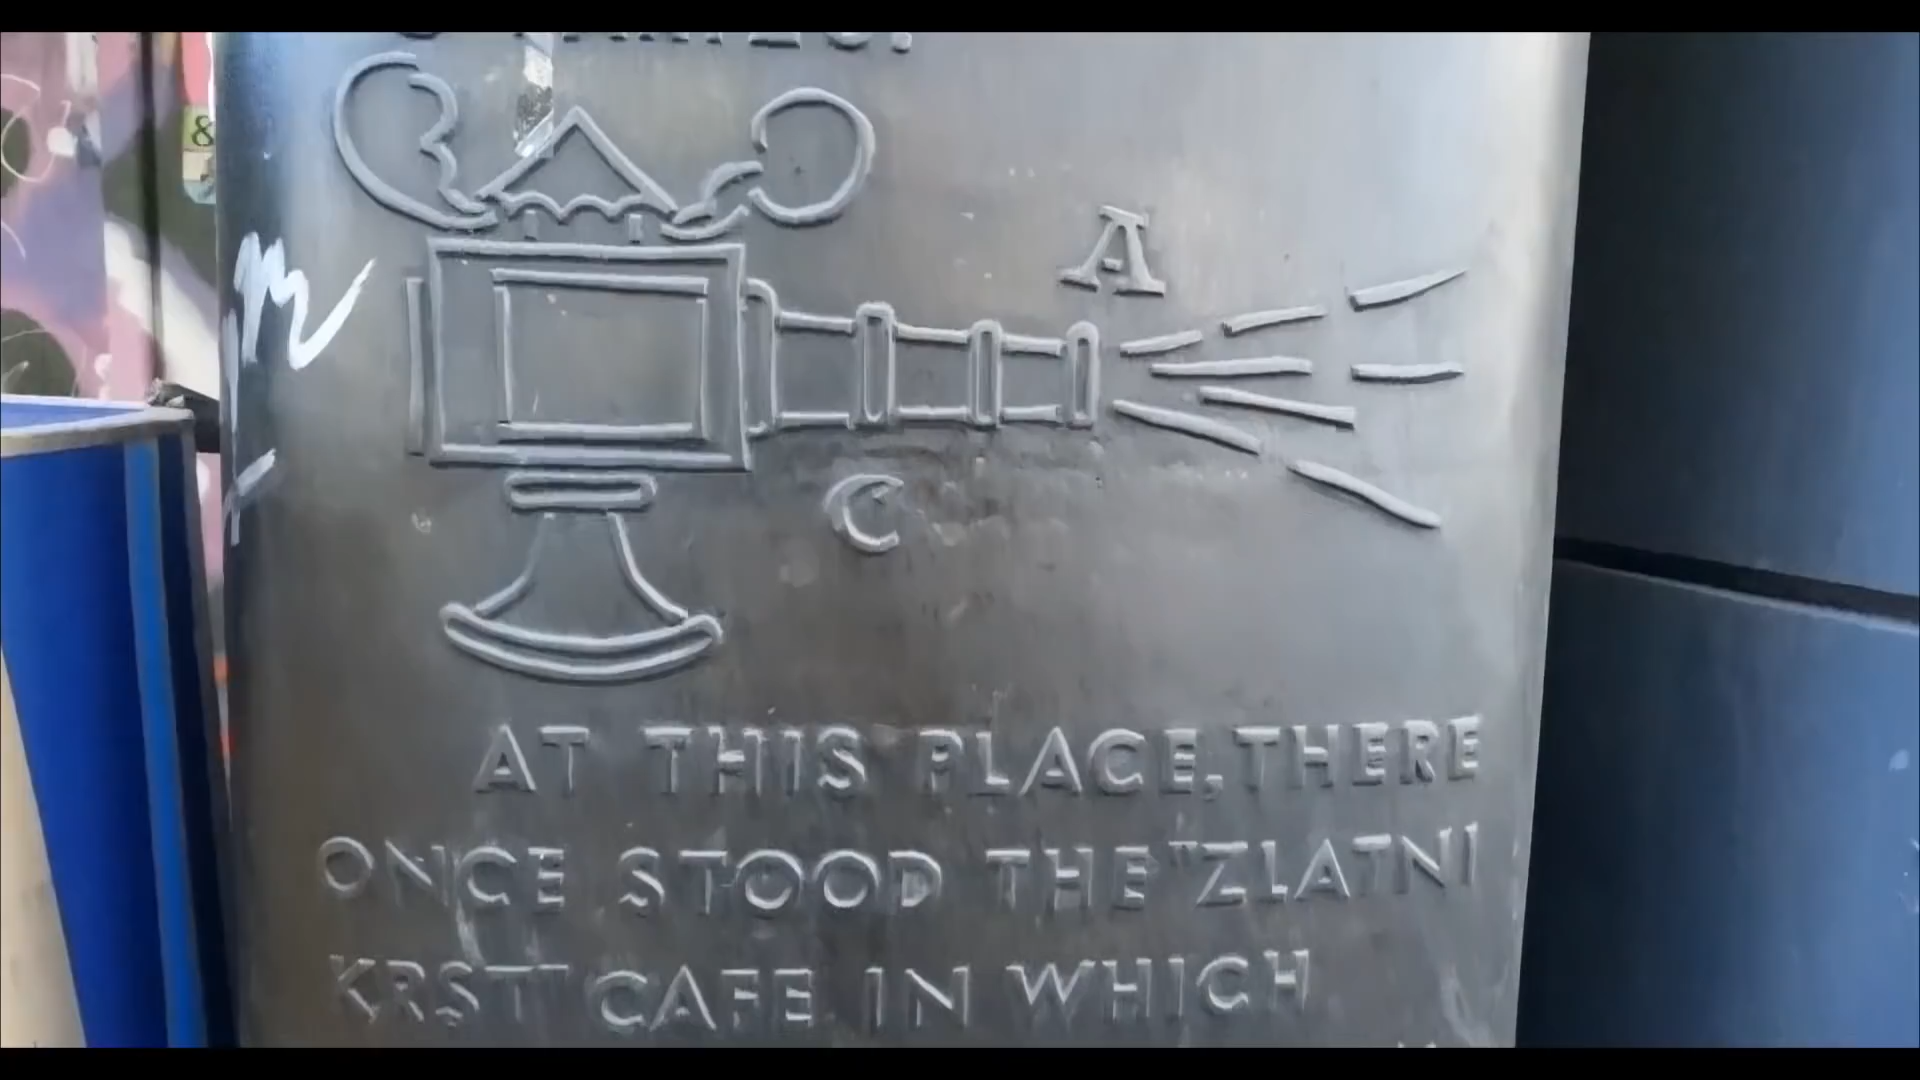 &
A
C
AT THIS PLACE, THERE
ONCE STOOD THE "ZLATNI
KRST" CAFE IN WHICH